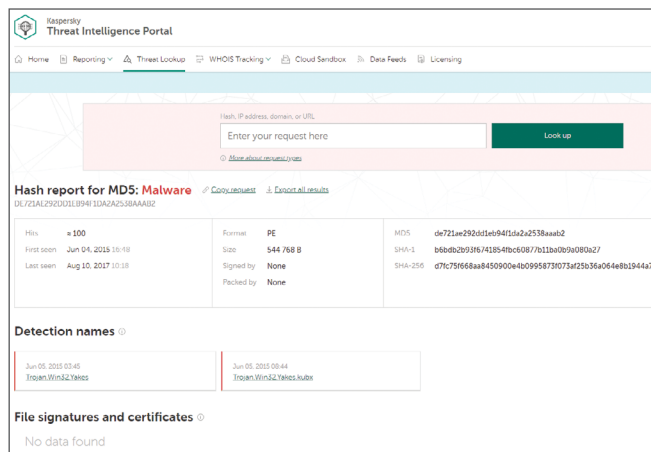 Kaspersky
Threat Intelligence Portal
Home Reporting Threat Lookup WHOIS Tracking Cloud Sandbox Data Feeds Licensing
Hash, IP address, domain, or URL
Enter your request here Look up
More about request types
Hash report for MD5: Malware Copy request Export all results
DE721AE292DD1EB94F1DA2A2538AAAB2
Hits ≈ 100 Format PE MD5 de721ae292dd1eb94f1da2a2538aaab2
First seen Jun 04, 2015 16:48 Size 544 768 B SHA-1 b6bdb2b93f6741854fbc60877b11ba0b9a080a27
Last seen Aug 10, 2017 10:18 Signed by None SHA-256 d7fc75f668aa8450900e4b0995873f073af25b36a064e8b1944a7
Packed by None
Detection names
Jun 05, 2015 03:45 Jun 05, 2015 08:44
Trojan.Win32.Yakes Trojan.Win32.Yakes.kubx
File signatures and certificates
No data found